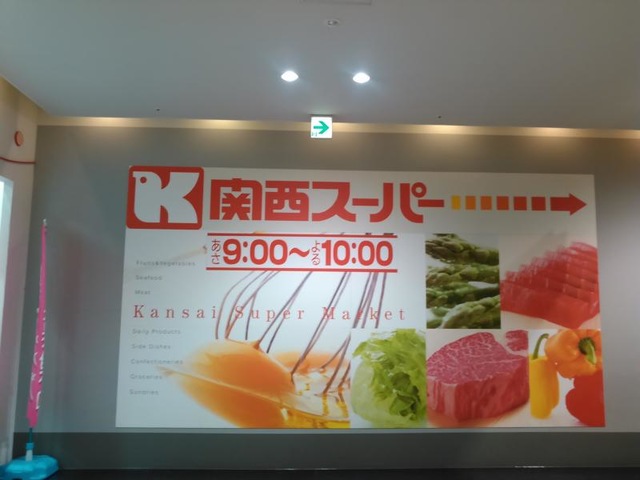 K 関西スーパー
あさ9:00〜よる10:00
Fruits&Vegetables
Seafood
Meat
Kansai Super Market
Daily Products
Side Dishes
Confectioneries
Groceries
Sundries